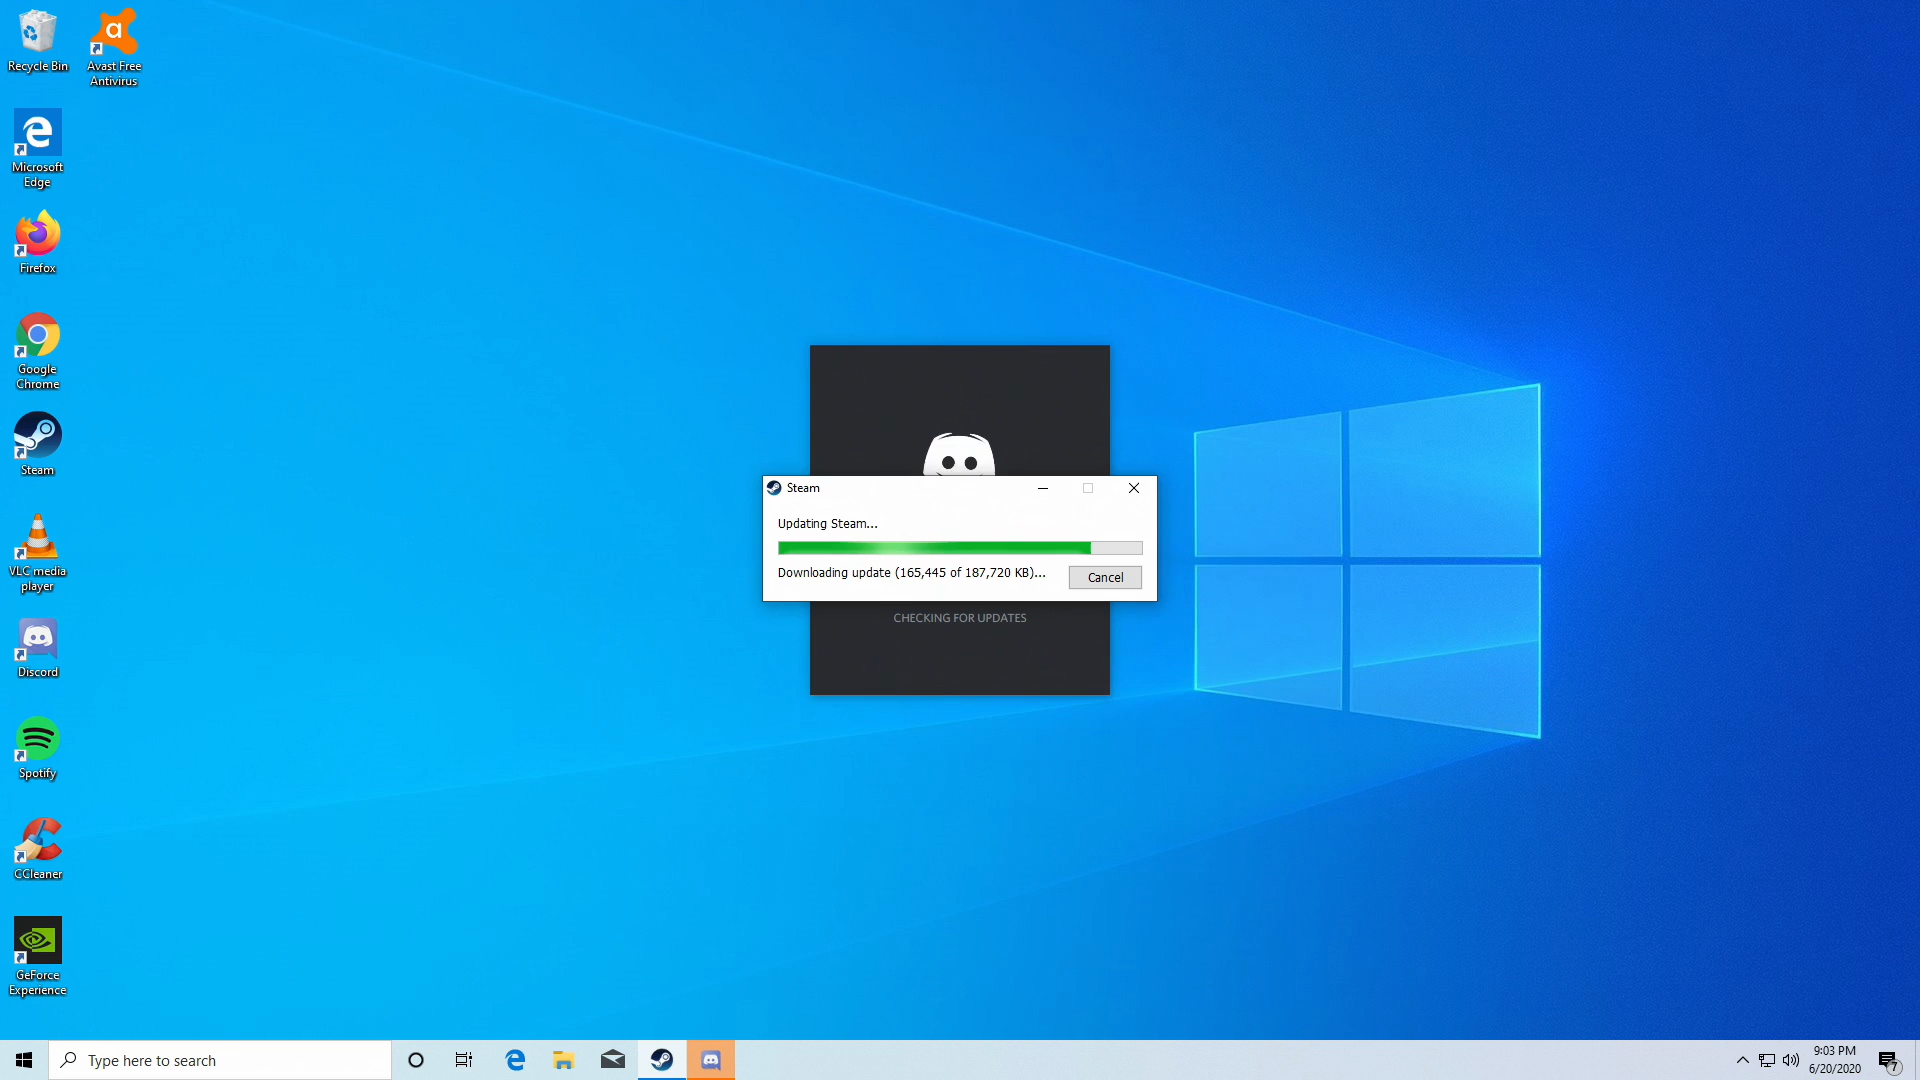 Recycle Bin
Avast Free
Antivirus
Microsoft
Edge
Firefox
Google
Chrome
Steam
VLC media
player
Discord
Spotify
CCleaner
GeForce
Experience
Steam
Updating Steam...
Downloading update (165,445 of 187,720 KB)...
Cancel
CHECKING FOR UPDATES
Type here to search
9:03 PM
6/20/2020
7